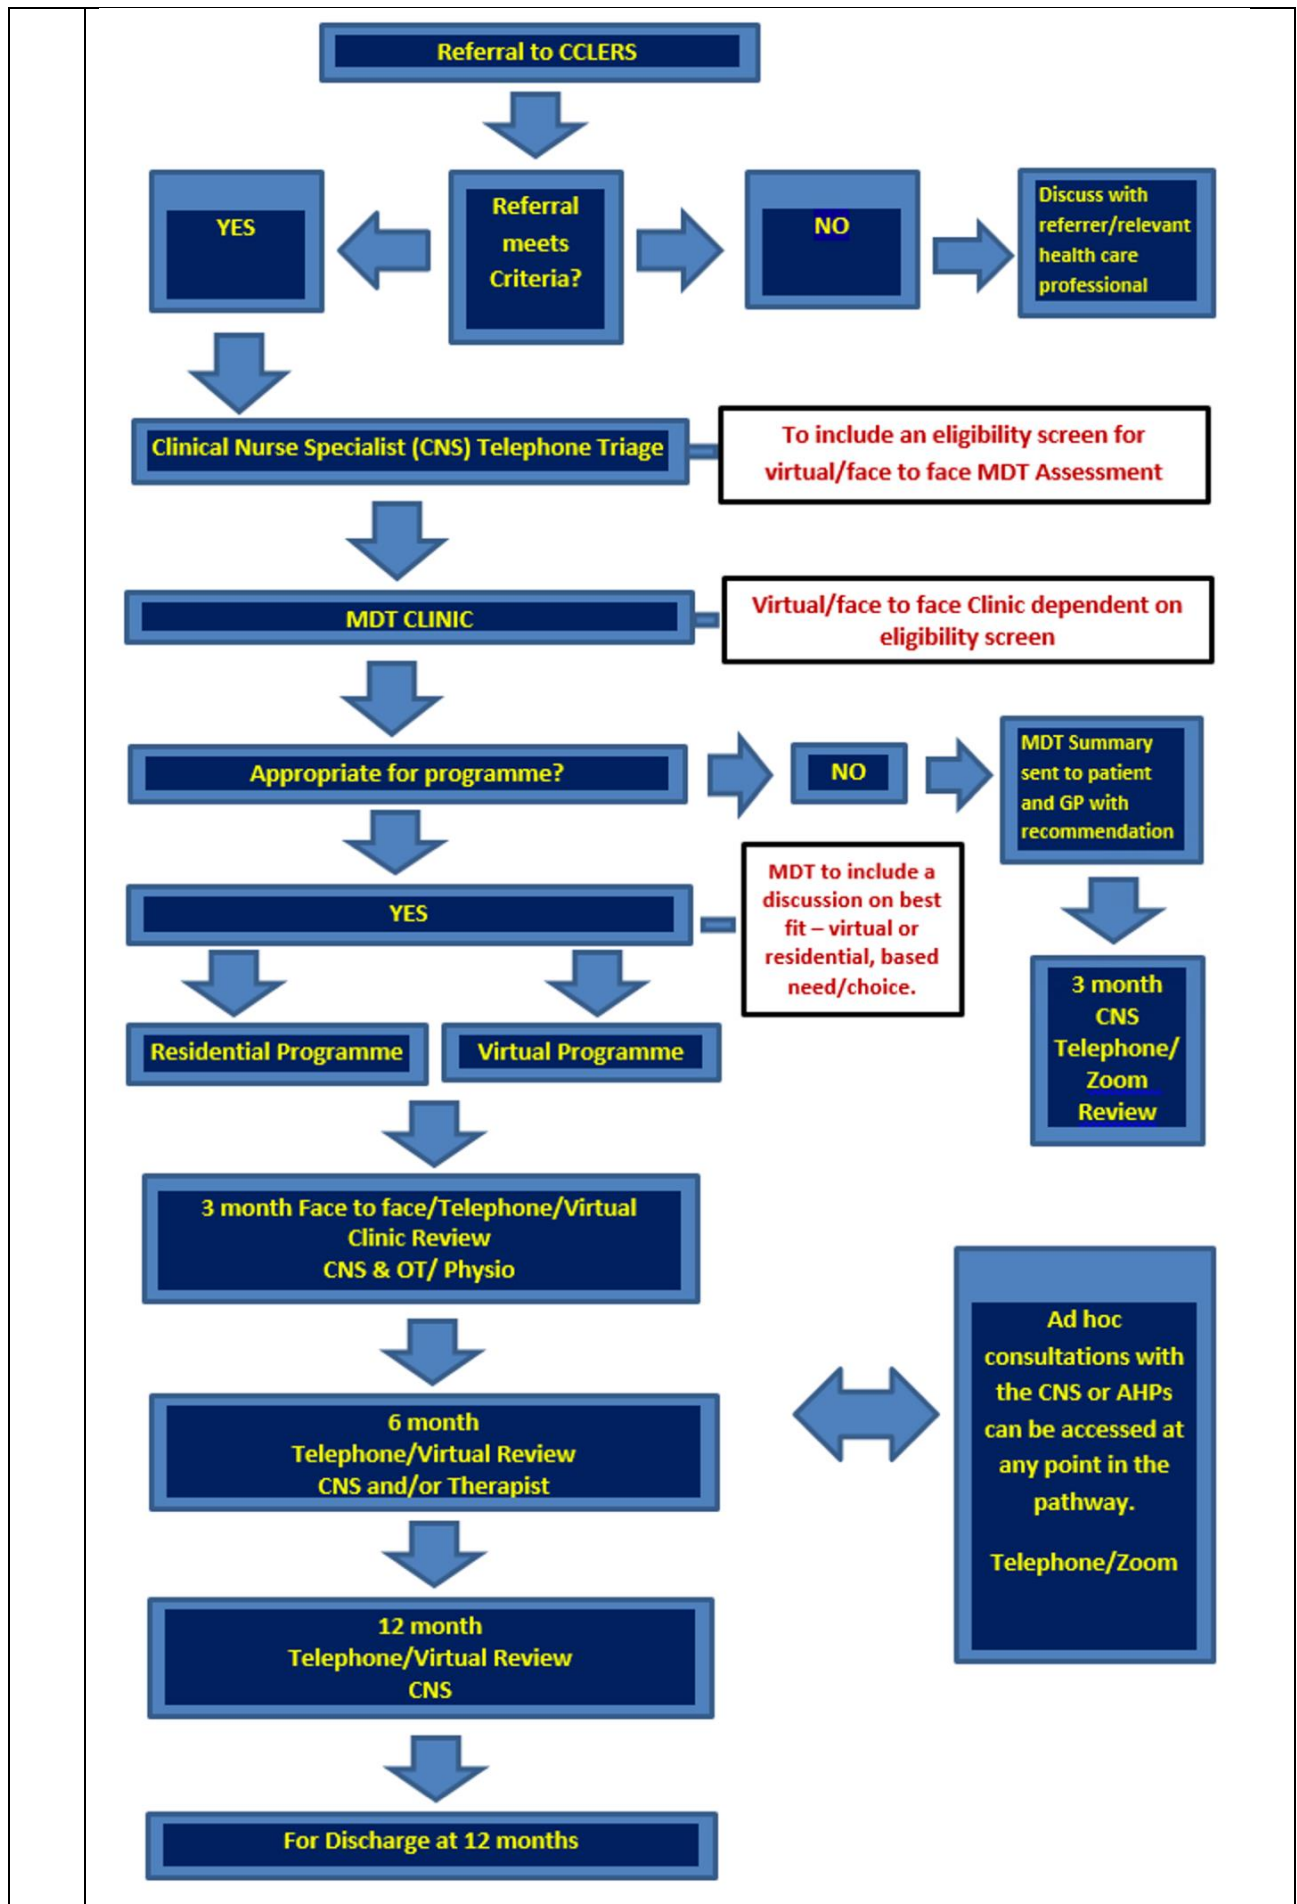 Referral to CCLERS
YES
Referral
meets
Criteria?
NO
Discuss with
referrer/relevant
health care
professional
Clinical Nurse Specialist (CNS) Telephone Triage
To include an eligibility screen for
virtual/face to face MDT Assessment
MDT CLINIC
Virtual/face to face Clinic dependent on
eligibility screen
Appropriate for programme?
NO
MDT Summary
sent to patient
and GP with
recommendation
YES
MDT to include a
discussion on best
fit – virtual or
residential, based
need/choice.
3 month
CNS
Telephone/
Zoom
Review
Residential Programme
Virtual Programme
3 month Face to face/Telephone/Virtual
Clinic Review
CNS & OT/ Physio
Ad hoc
consultations with
the CNS or AHPs
can be accessed at
any point in the
pathway.
Telephone/Zoom
6 month
Telephone/Virtual Review
CNS and/or Therapist
12 month
Telephone/Virtual Review
CNS
For Discharge at 12 months